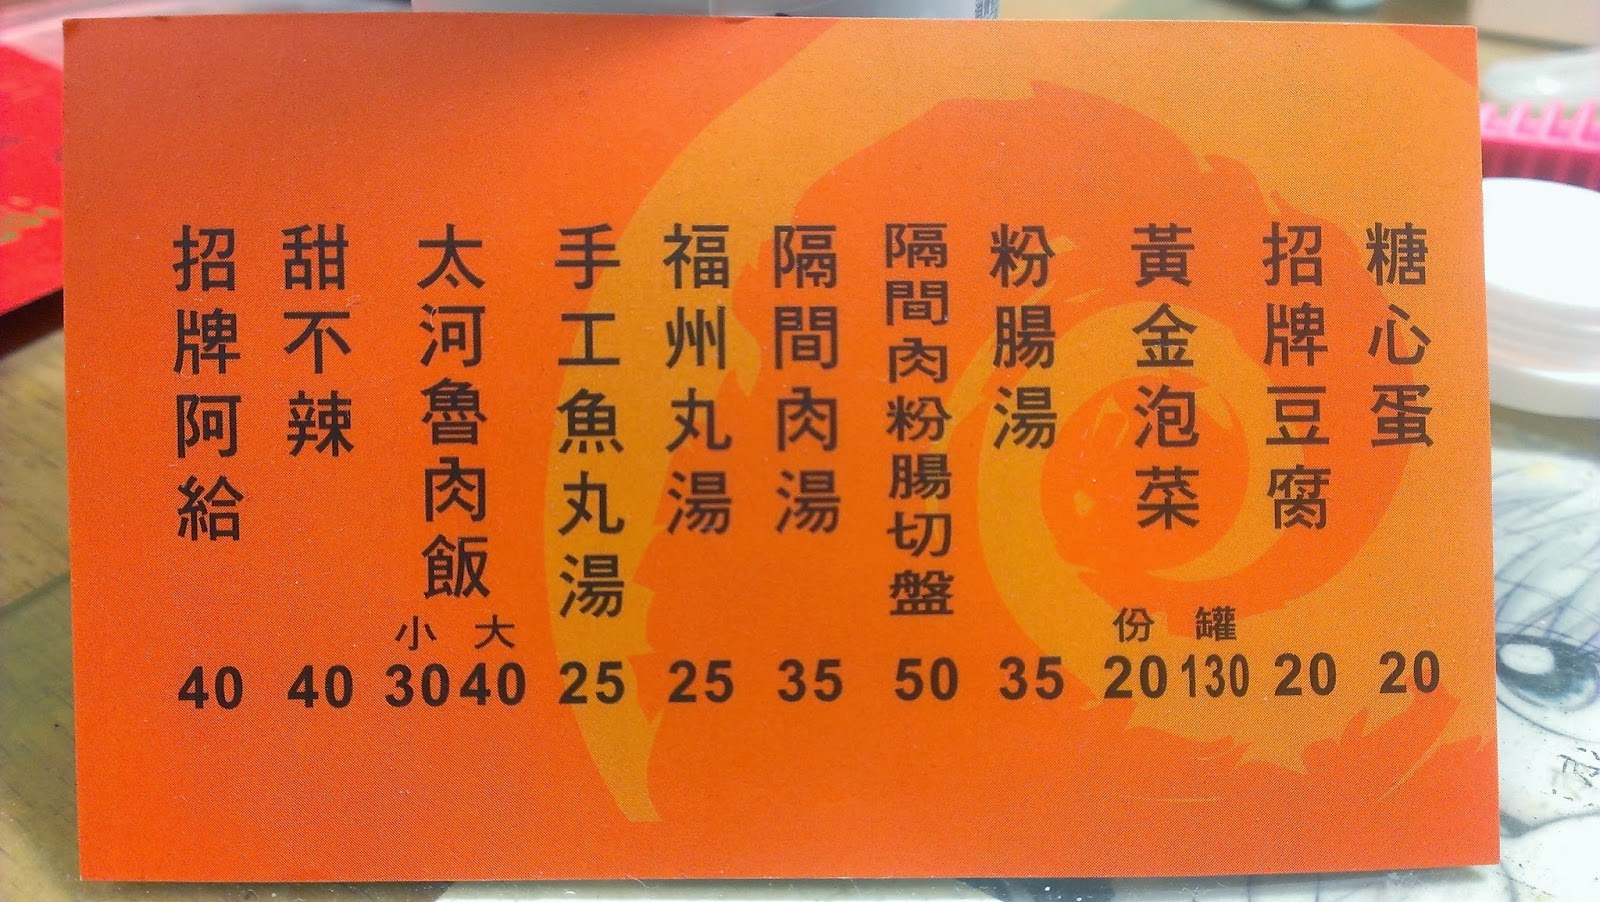 招牌阿給 40
甜不辣 40
太河魯肉飯 小 30 大 40
手工魚丸湯 25
福州丸湯 25
隔間肉湯 35
隔間肉粉腸切盤 50
粉腸湯 35
黃金泡菜 份 20 罐 130
招牌豆腐 20
糖心蛋 20